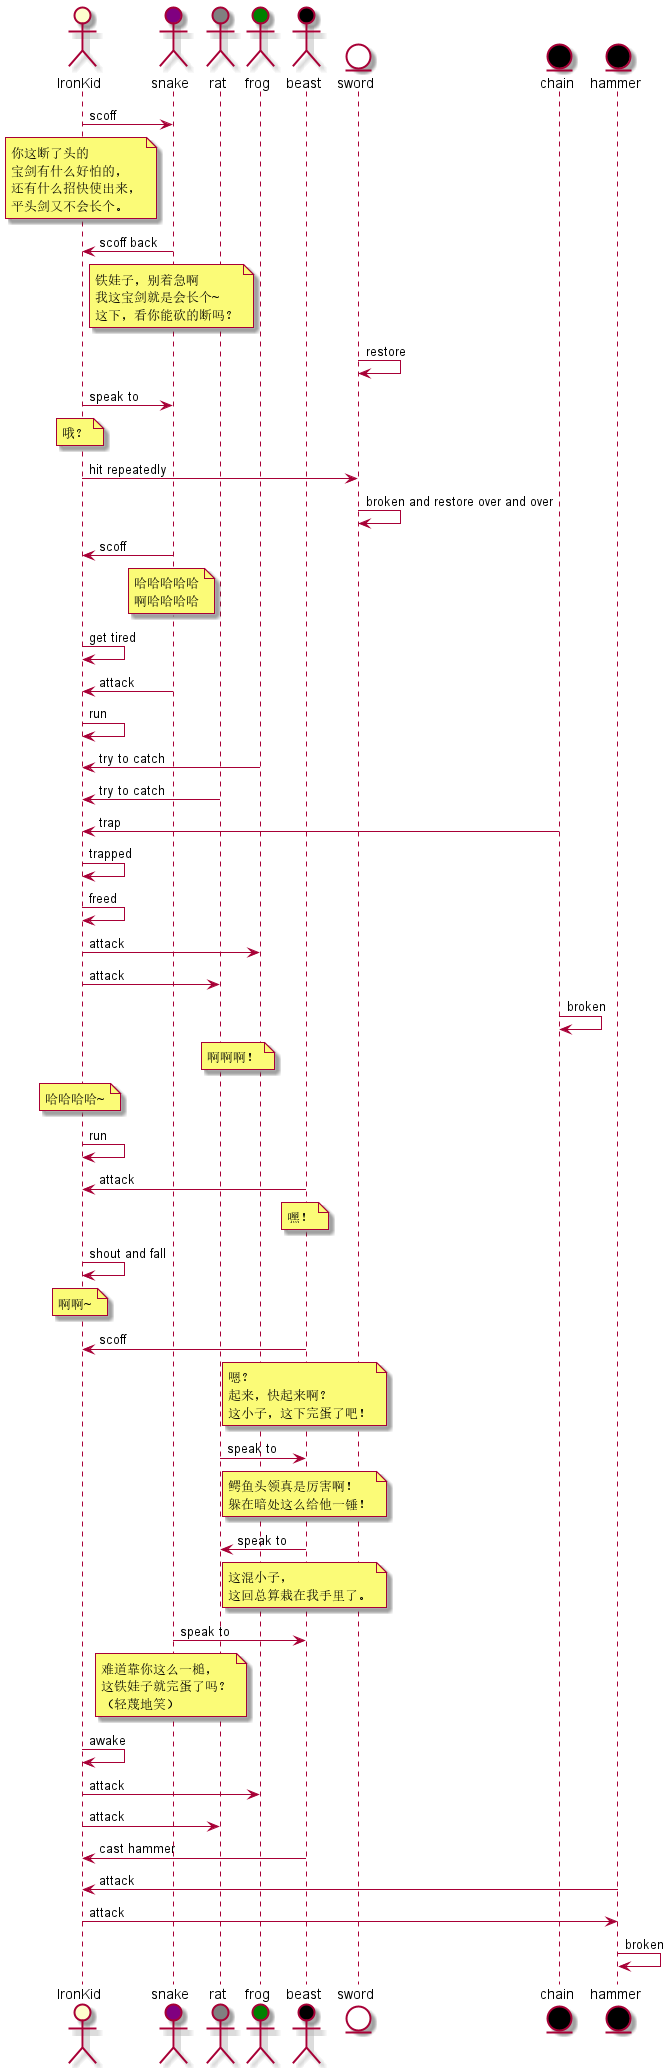 IronKid snake rat frog beast sword chain hammer
scoff
你这断了头的
宝剑有什么好怕的，
还有什么招快使出来，
平头剑又不会长个。
scoff back
铁娃子，别着急啊
我这宝剑就是会长个~
这下，看你能砍的断吗？
restore
speak to
哦？
hit repeatedly
broken and restore over and over
scoff
哈哈哈哈哈
啊哈哈哈哈
get tired
attack
run
try to catch
try to catch
trap
trapped
freed
attack
attack
broken
啊啊啊！
哈哈哈哈~
run
attack
嘿！
shout and fall
啊啊~
scoff
嗯？
起来，快起来啊？
这小子，这下完蛋了吧！
speak to
鳄鱼头领真是厉害啊！
躲在暗处这么给他一锤！
speak to
这混小子，
这回总算栽在我手里了。
speak to
难道靠你这么一槌，
这铁娃子就完蛋了吗？
（轻蔑地笑）
awake
attack
attack
cast hammer
attack
attack
broken
IronKid snake rat frog beast sword chain hammer